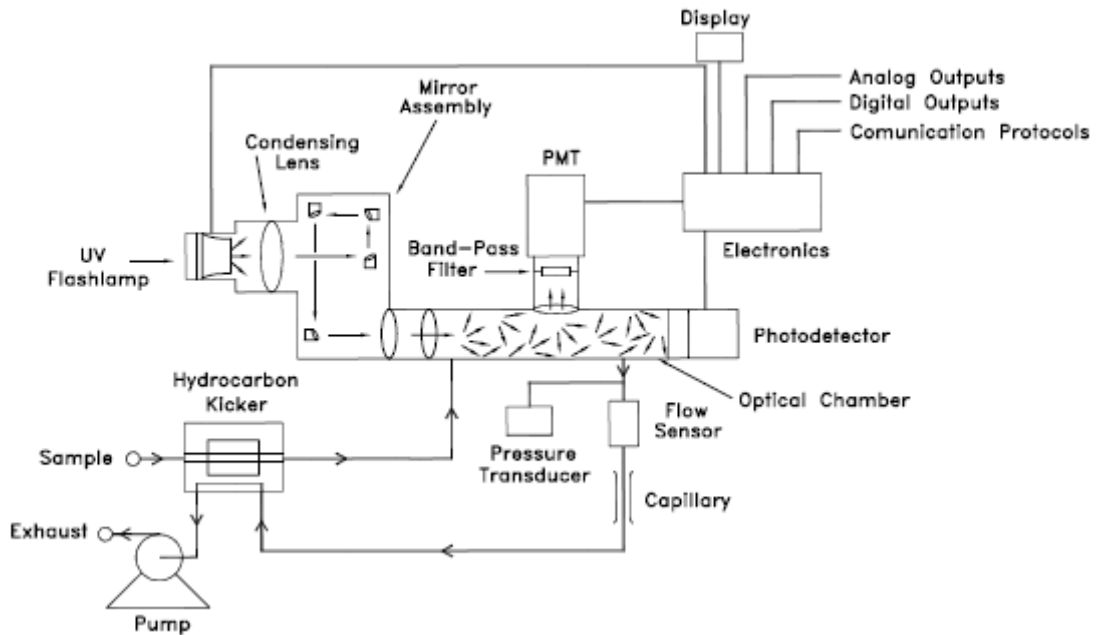 Display
Analog Outputs
Digital Outputs
Comunication Protocols
Mirror
Assembly
Condensing
Lens
PMT
UV
Flashlamp
Band-Pass
Filter
Electronics
Photodetector
Hydrocarbon
Kicker
Optical Chamber
Flow
Sensor
Sample
Pressure
Transducer
Capillary
Exhaust
Pump